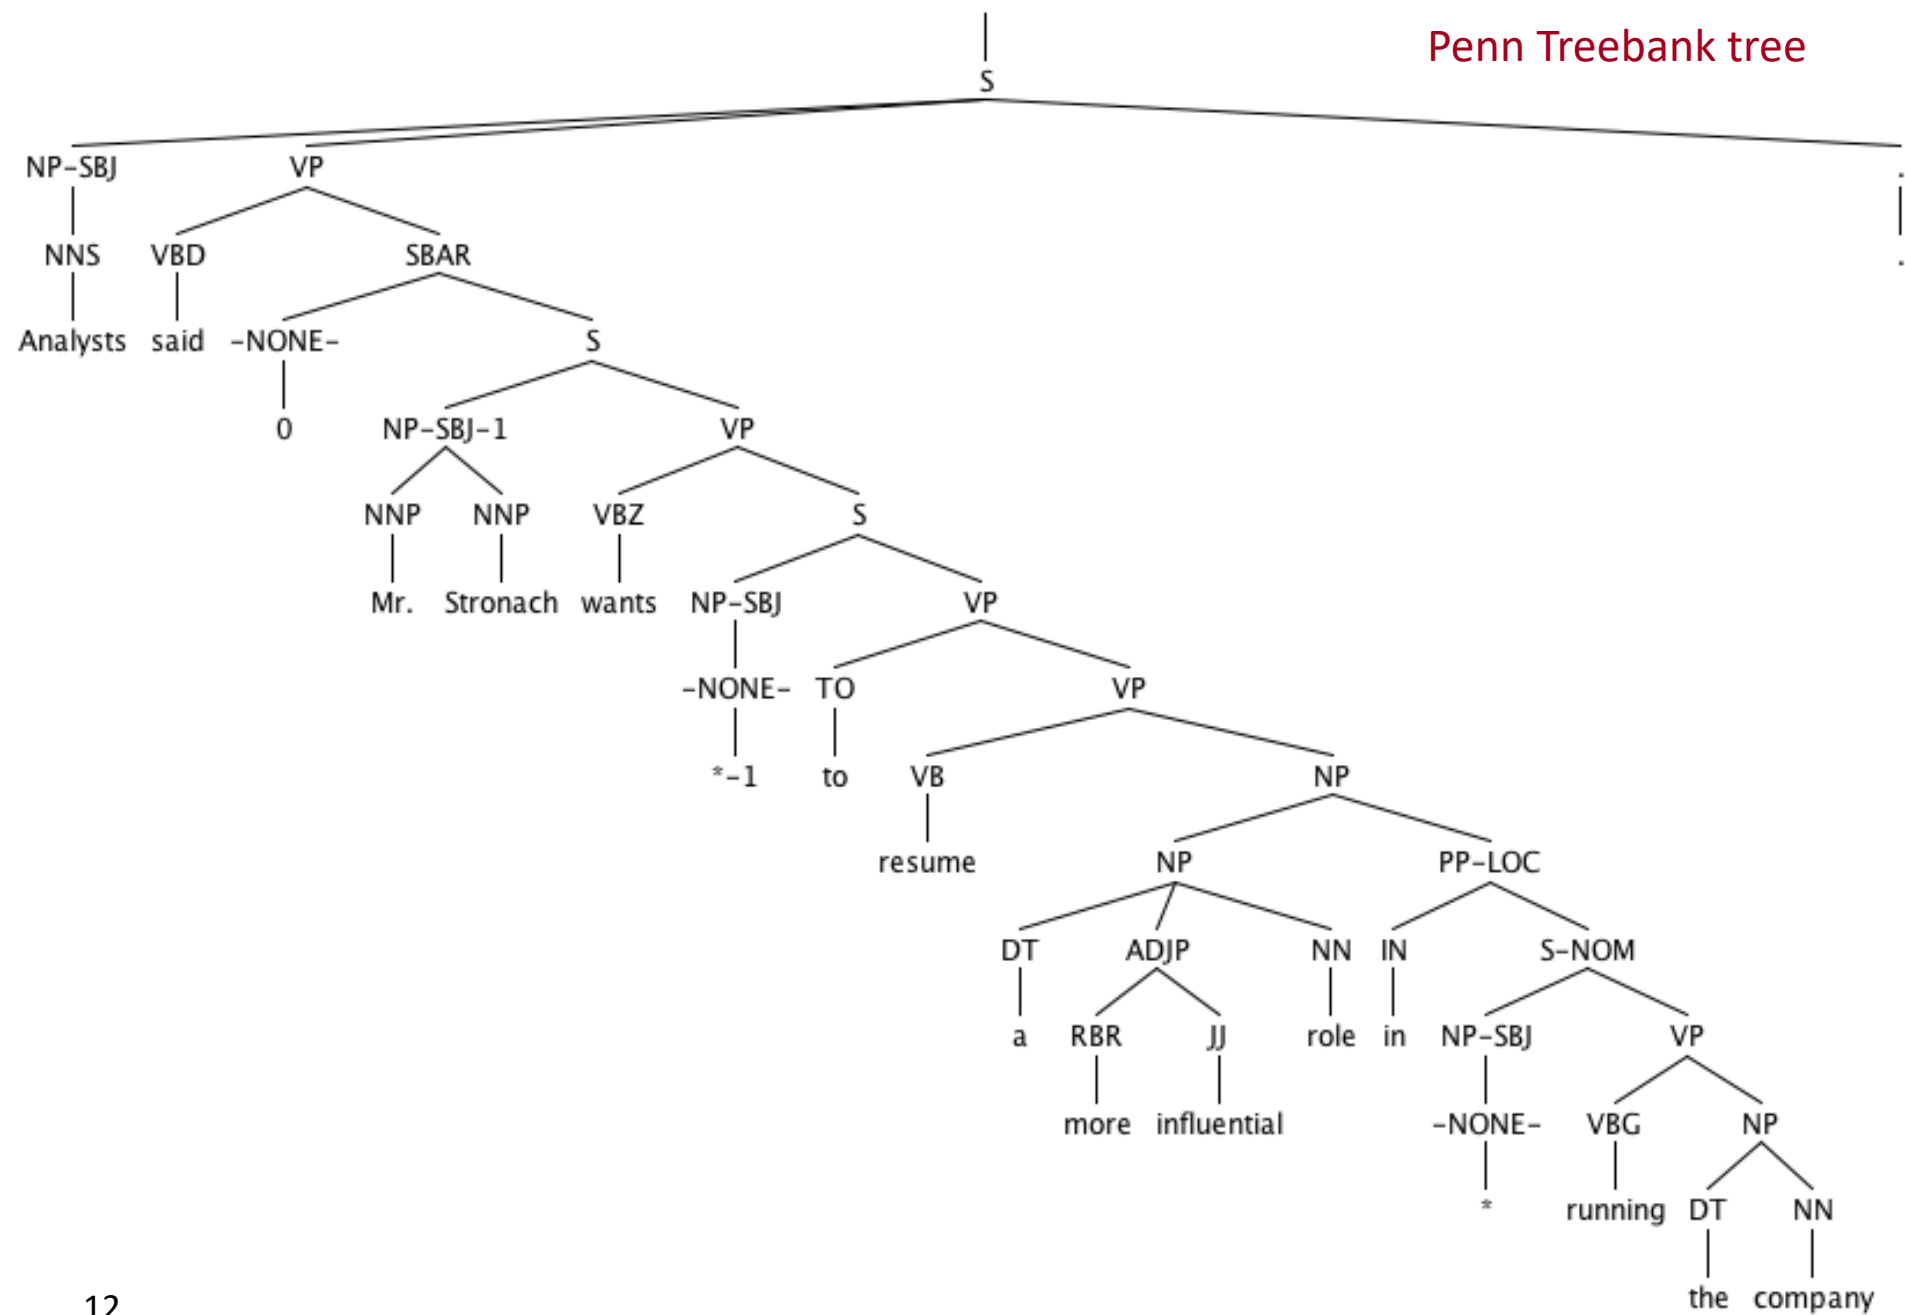 Penn Treebank tree
S
NP-SBJ VP .
NNS VBD SBAR .
Analysts said -NONE- S
0 NP-SBJ-1 VP
NNP NNP VBZ S
Mr. Stronach wants NP-SBJ VP
-NONE- TO VP
*-1 to VB NP
resume NP PP-LOC
DT ADJP NN IN S-NOM
a RBR JJ role in NP-SBJ VP
more influential -NONE- VBG NP
* running DT NN
the company
12